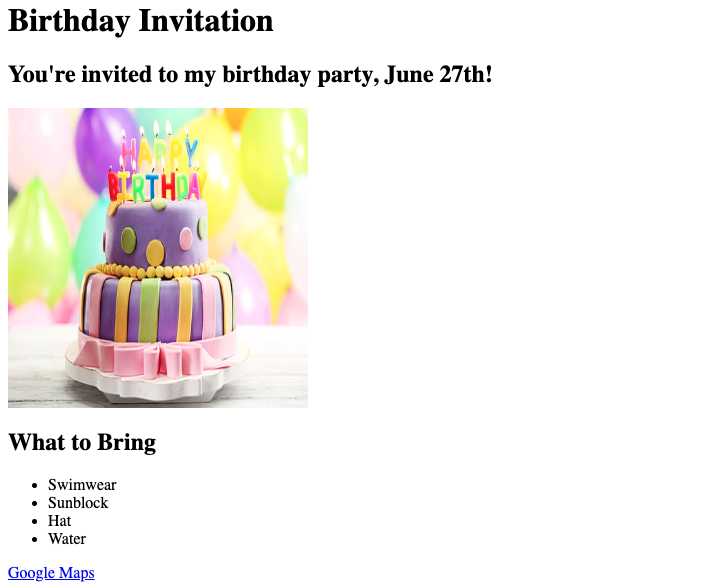 Birthday Invitation
You're invited to my birthday party, June 27th!
HAPPY
BIRTHDAY
What to Bring
Swimwear
Sunblock
Hat
Water
Google Maps